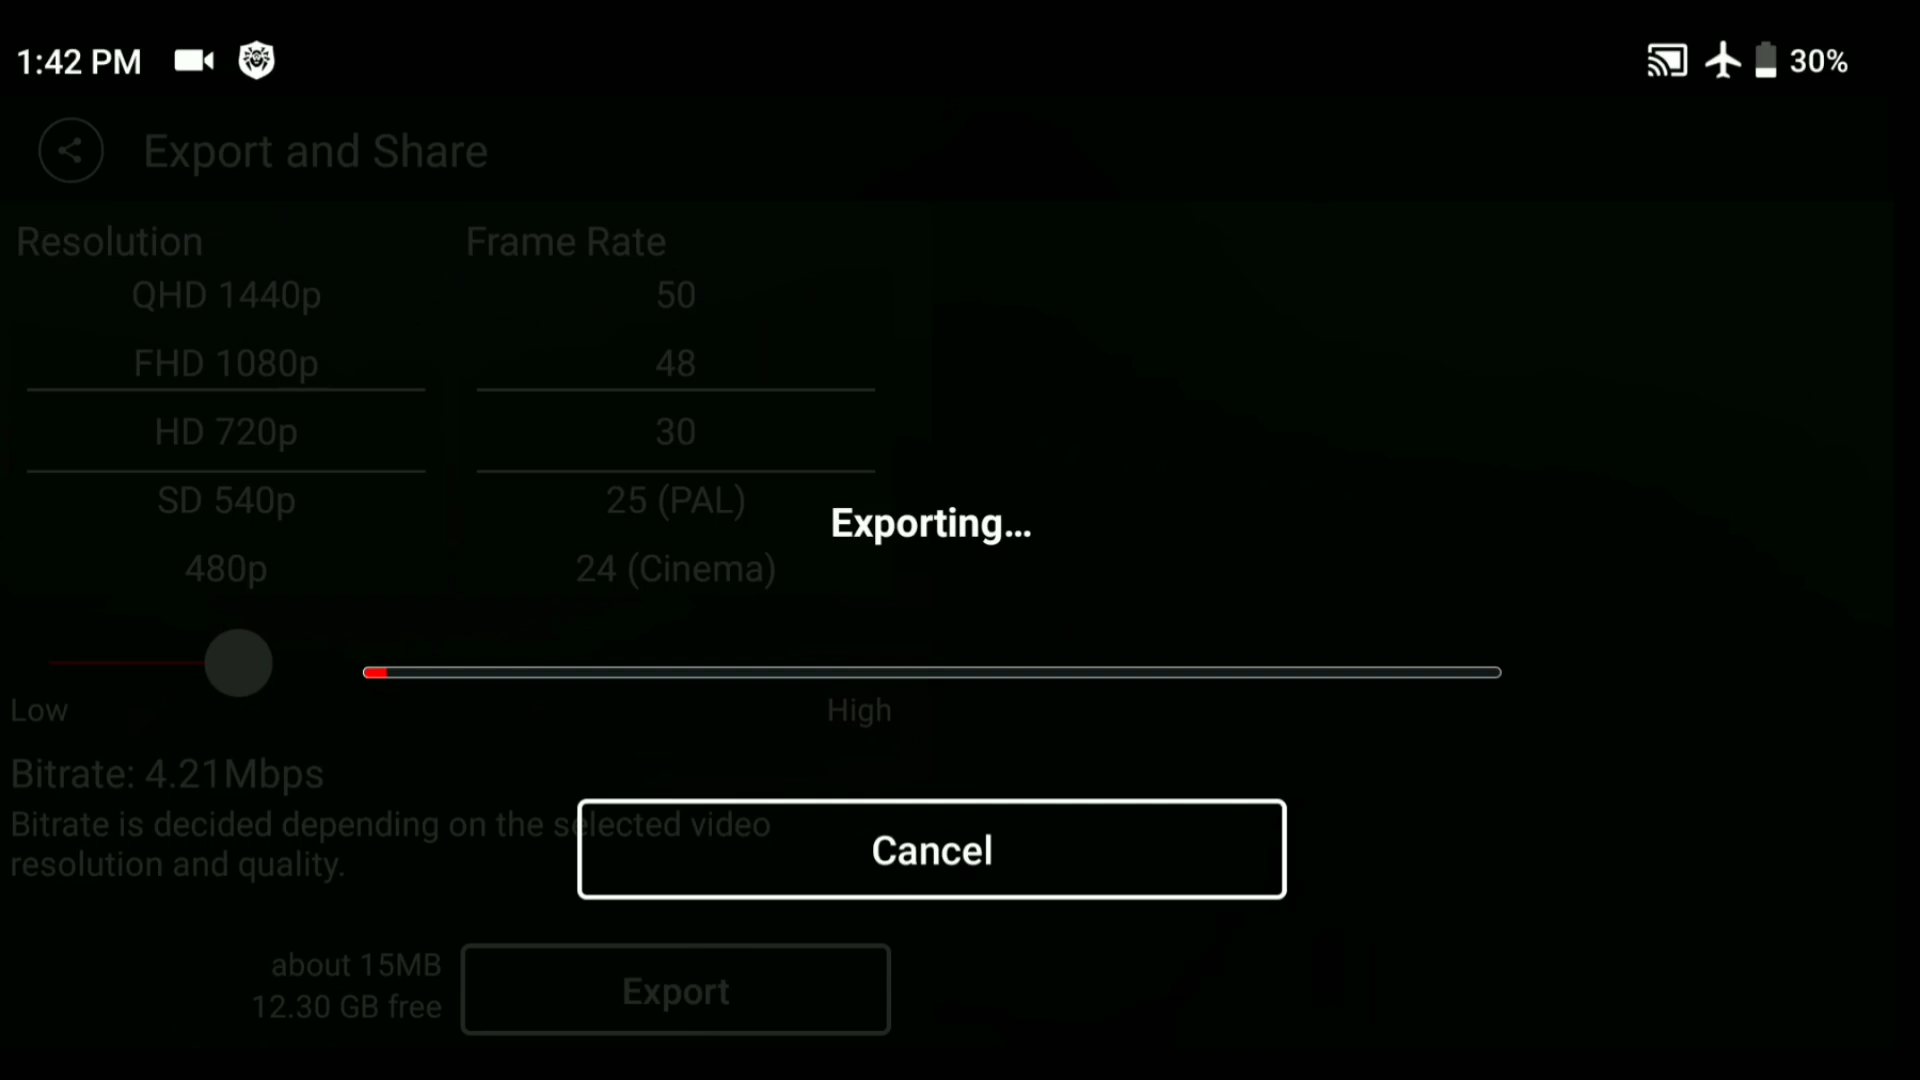 1:42 PM
30%
Export and Share
Resolution
Frame Rate
QHD 1440p
50
FHD 1080p
48
HD 720p
30
SD 540p
25 (PAL)
Exporting...
480p
24 (Cinema)
Low
High
Bitrate: 4.21Mbps
Bitrate is decided depending on the selected video
resolution and quality.
Cancel
about 15MB
12.30 GB free
Export